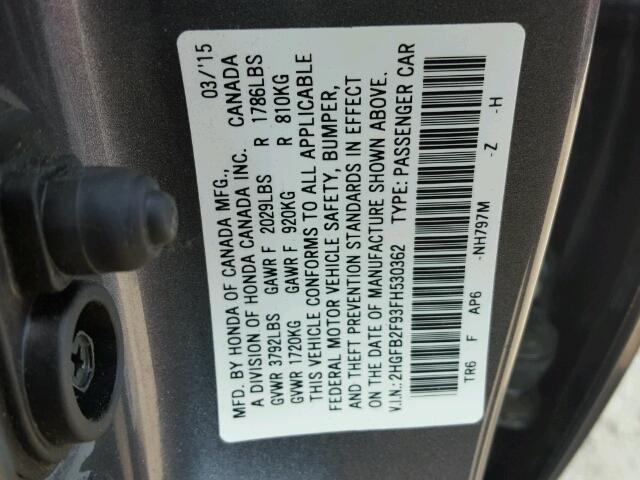 MFD. BY HONDA OF CANADA MFG., 03/'15
A DIVISION OF HONDA CANADA INC. CANADA
GVWR 3792LBS GAWR F 2029LBS R 1786LBS
GVWR 1720KG GAWR F 920KG R 810KG
THIS VEHICLE CONFORMS TO ALL APPLICABLE
FEDERAL MOTOR VEHICLE SAFETY, BUMPER,
AND THEFT PREVENTION STANDARDS IN EFFECT
ON THE DATE OF MANUFACTURE SHOWN ABOVE.
V.I.N.: 2HGFB2F93FH530362 TYPE: PASSENGER CAR
TR6 F AP6 -NH797M -Z -H